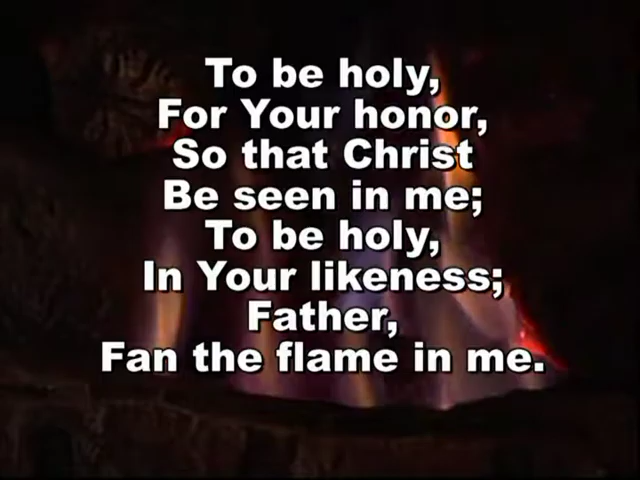 To be holy,
For Your honor,
So that Christ
Be seen in me;
To be holy,
In Your likeness;
Father,
Fan the flame in me.